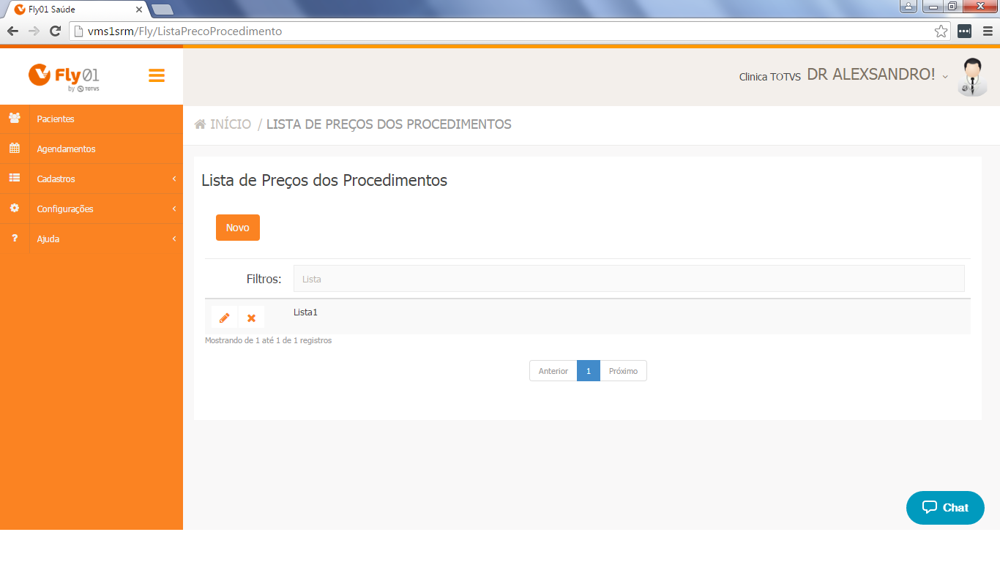 Fly01 Saúde
vms1srm/Fly/ListaPrecoProcedimento
Fly01
by TOTVS
Clinica TOTVS DR ALEXSANDRO!
Pacientes
Agendamentos
Cadastros
Configurações
? Ajuda
INÍCIO / LISTA DE PREÇOS DOS PROCEDIMENTOS
Lista de Preços dos Procedimentos
Novo
Filtros: Lista
Lista1
Mostrando de 1 até 1 de 1 registros
Anterior 1 Próximo
Chat